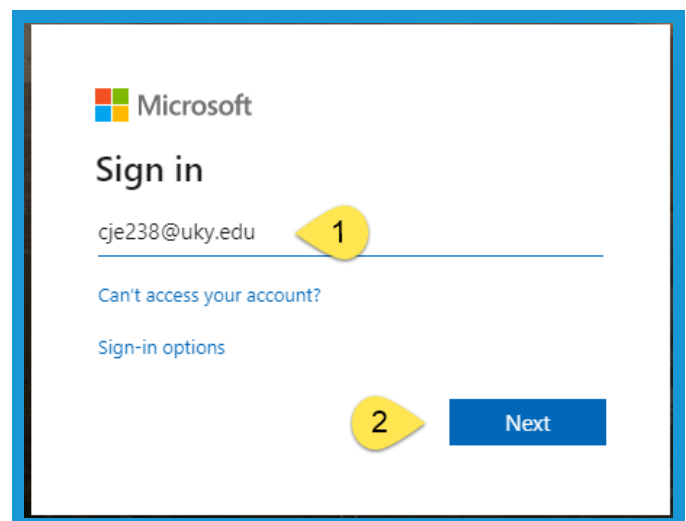 Microsoft
Sign in
cje238@uky.edu 1
Can't access your account?
Sign-in options
2 Next